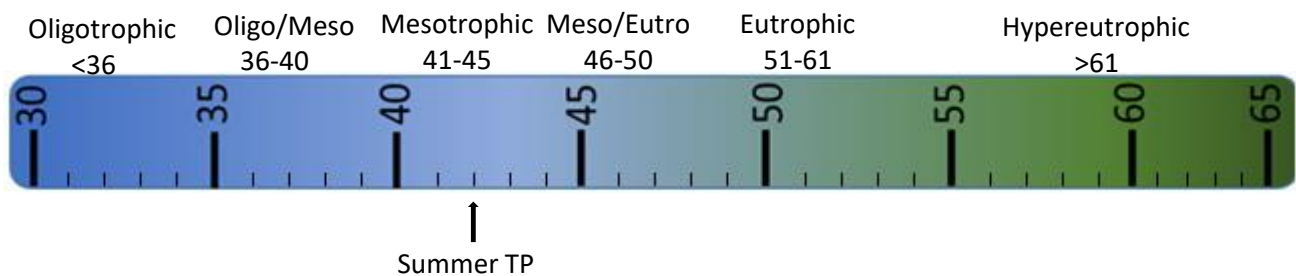 Oligotrophic Oligo/Meso Mesotrophic Meso/Eutro Eutrophic Hypereutrophic
<36 36-40 41-45 46-50 51-61 >61
30 35 40 45 50 55 60 65
Summer TP